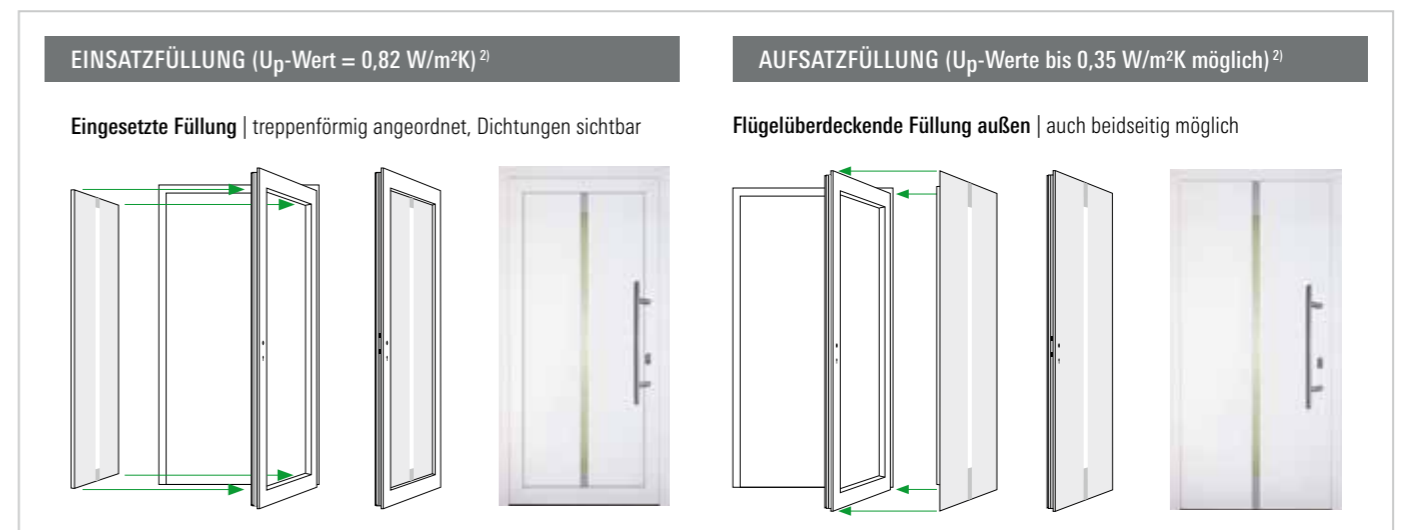 EINSATZFÜLLUNG (Up-Wert = 0,82 W/m²K) 2)
Eingesetzte Füllung | treppenförmig angeordnet, Dichtungen sichtbar
AUFSATZFÜLLUNG (Up-Werte bis 0,35 W/m²K möglich) 2)
Flügelüberdeckende Füllung außen | auch beidseitig möglich